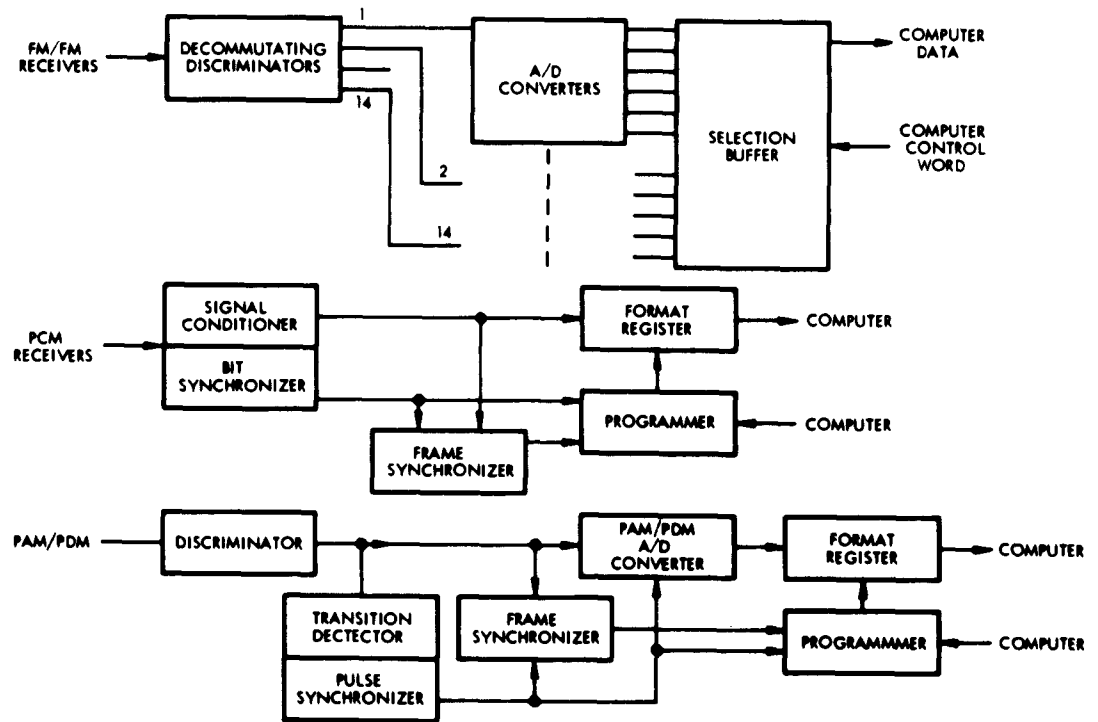 1
FM/FM
RECEIVERS
DECOMMUTATING
DISCRIMINATORS
14
2
14
A/D
CONVERTERS
SELECTION
BUFFER
COMPUTER
DATA
COMPUTER
CONTROL
WORD
PCM
RECEIVERS
SIGNAL
CONDITIONER
BIT
SYNCHRONIZER
FRAME
SYNCHRONIZER
FORMAT
REGISTER
COMPUTER
PROGRAMMER
COMPUTER
PAM/PDM
DISCRIMINATOR
TRANSITION
DECTECTOR
PULSE
SYNCHRONIZER
FRAME
SYNCHRONIZER
PAM/PDM
A/D
CONVERTER
FORMAT
REGISTER
COMPUTER
PROGRAMMMER
COMPUTER